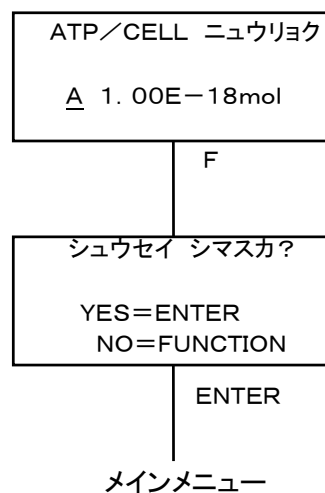 ATP/CELL ニュウリョク
A 1.00E-18mol
F
シュウセイ シマスカ?
YES=ENTER
NO=FUNCTION
ENTER
メインメニュー